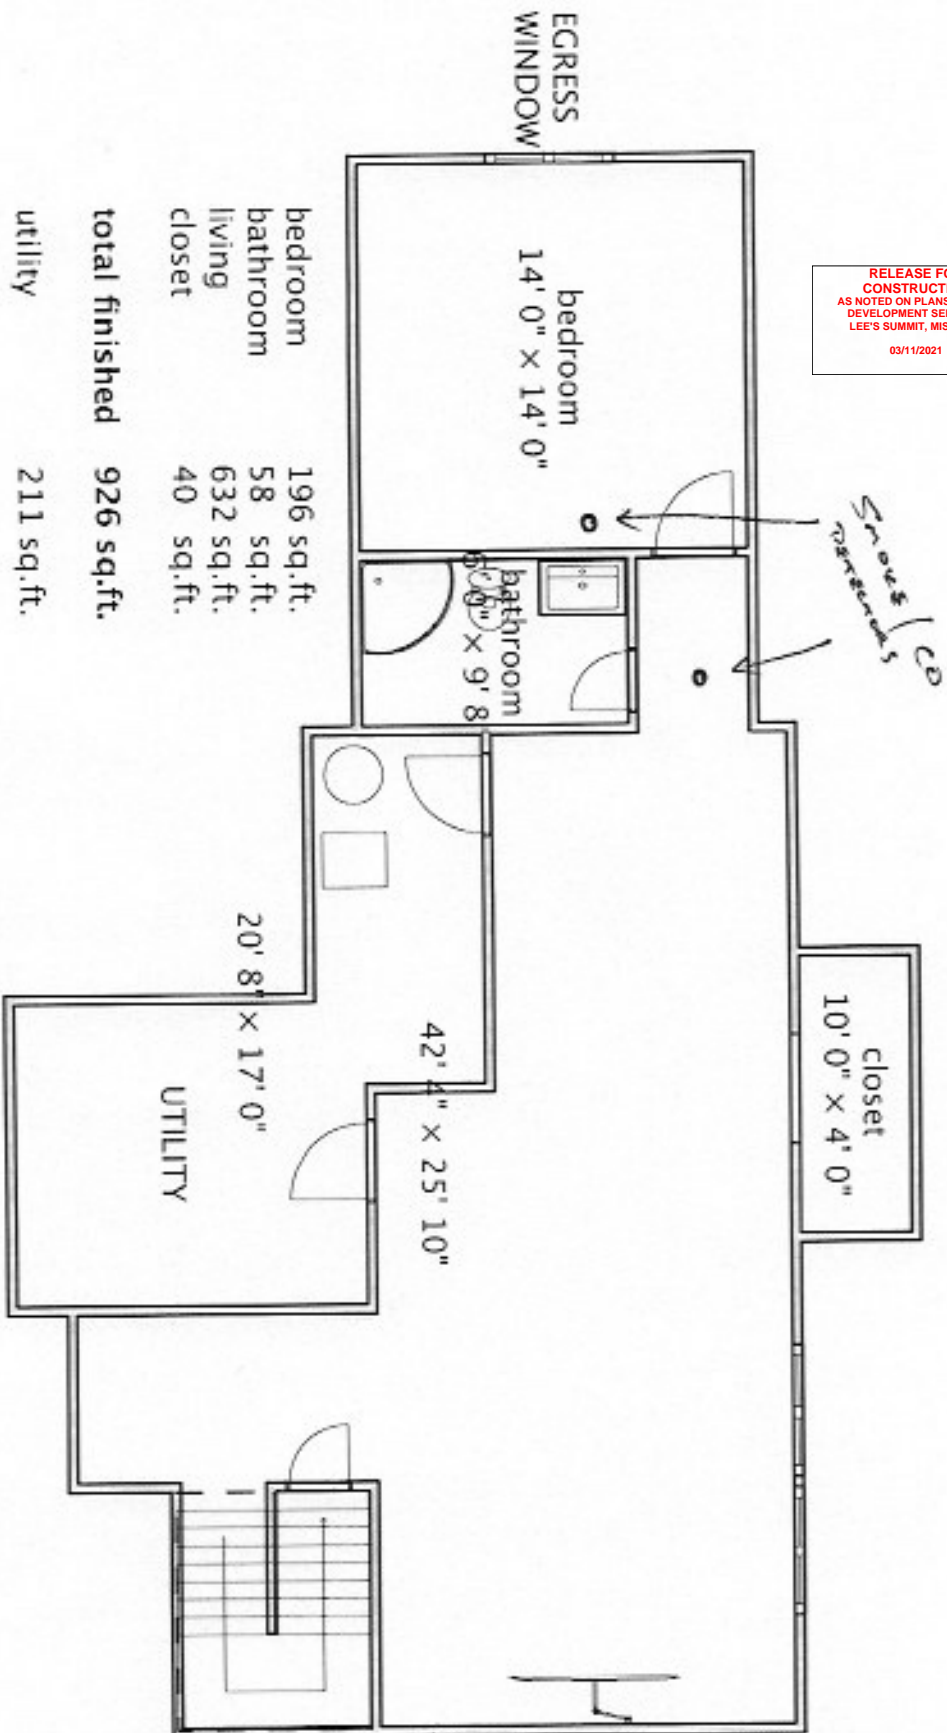 EGRESS
WINDOW
bedroom
14' 0" × 14' 0"
RELEASE FO
CONSTRUCTI
AS NOTED ON PLANS
DEVELOPMENT SE
LEE'S SUMMIT, MIS
03/11/2021
Smoke / CO
Detectors
bathroom
9" × 9' 8
closet
10' 0" × 4' 0"
42' 4" × 25' 10"
20' 8" × 17' 0"
UTILITY
bedroom 196 sq.ft.
bathroom 58 sq.ft.
living 632 sq.ft.
closet 40 sq.ft.
total finished 926 sq.ft.
utility 211 sq.ft.